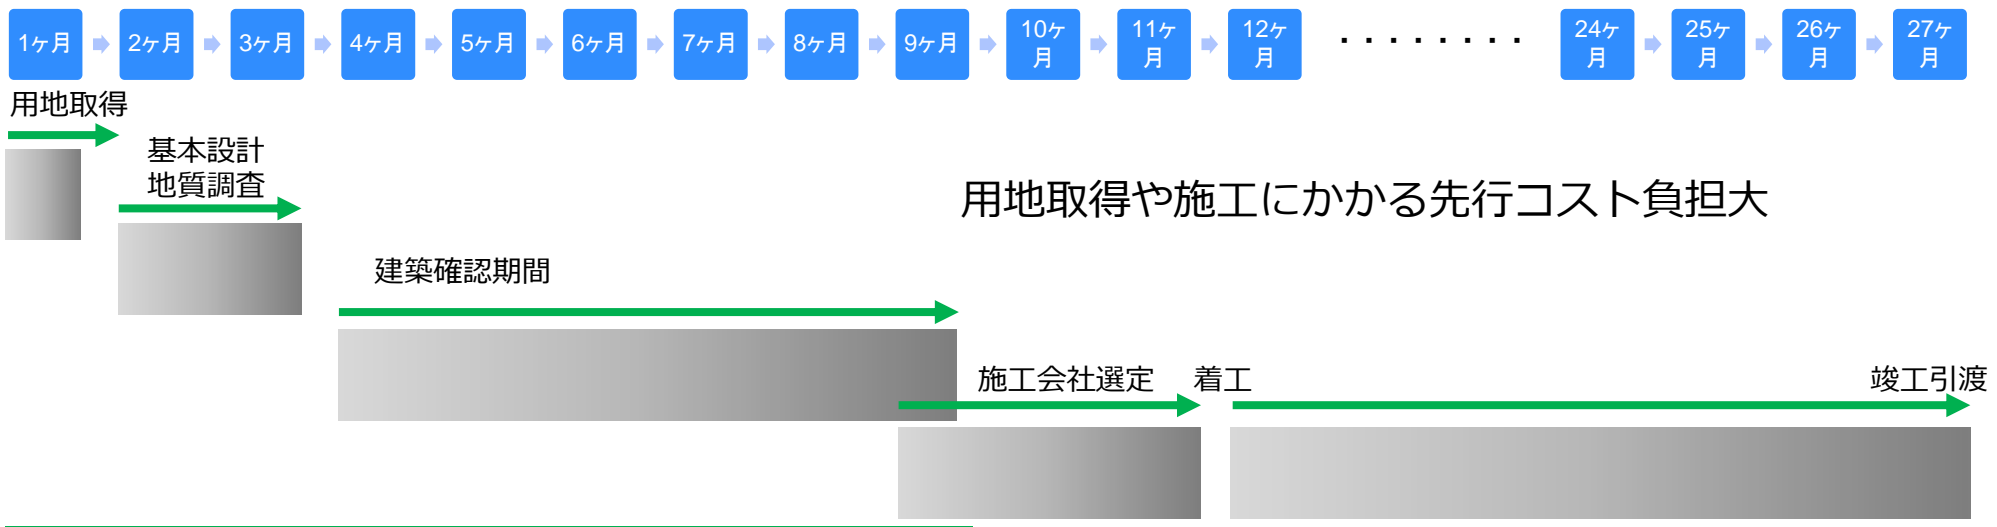 1ヶ月 2ヶ月 3ヶ月 4ヶ月 5ヶ月 6ヶ月 7ヶ月 8ヶ月 9ヶ月 10ヶ月 11ヶ月 12ヶ月 ・・・・・・・・ 24ヶ月 25ヶ月 26ヶ月 27ヶ月
用地取得
基本設計
地質調査
用地取得や施工にかかる先行コスト負担大
建築確認期間
施工会社選定 着工 竣工引渡